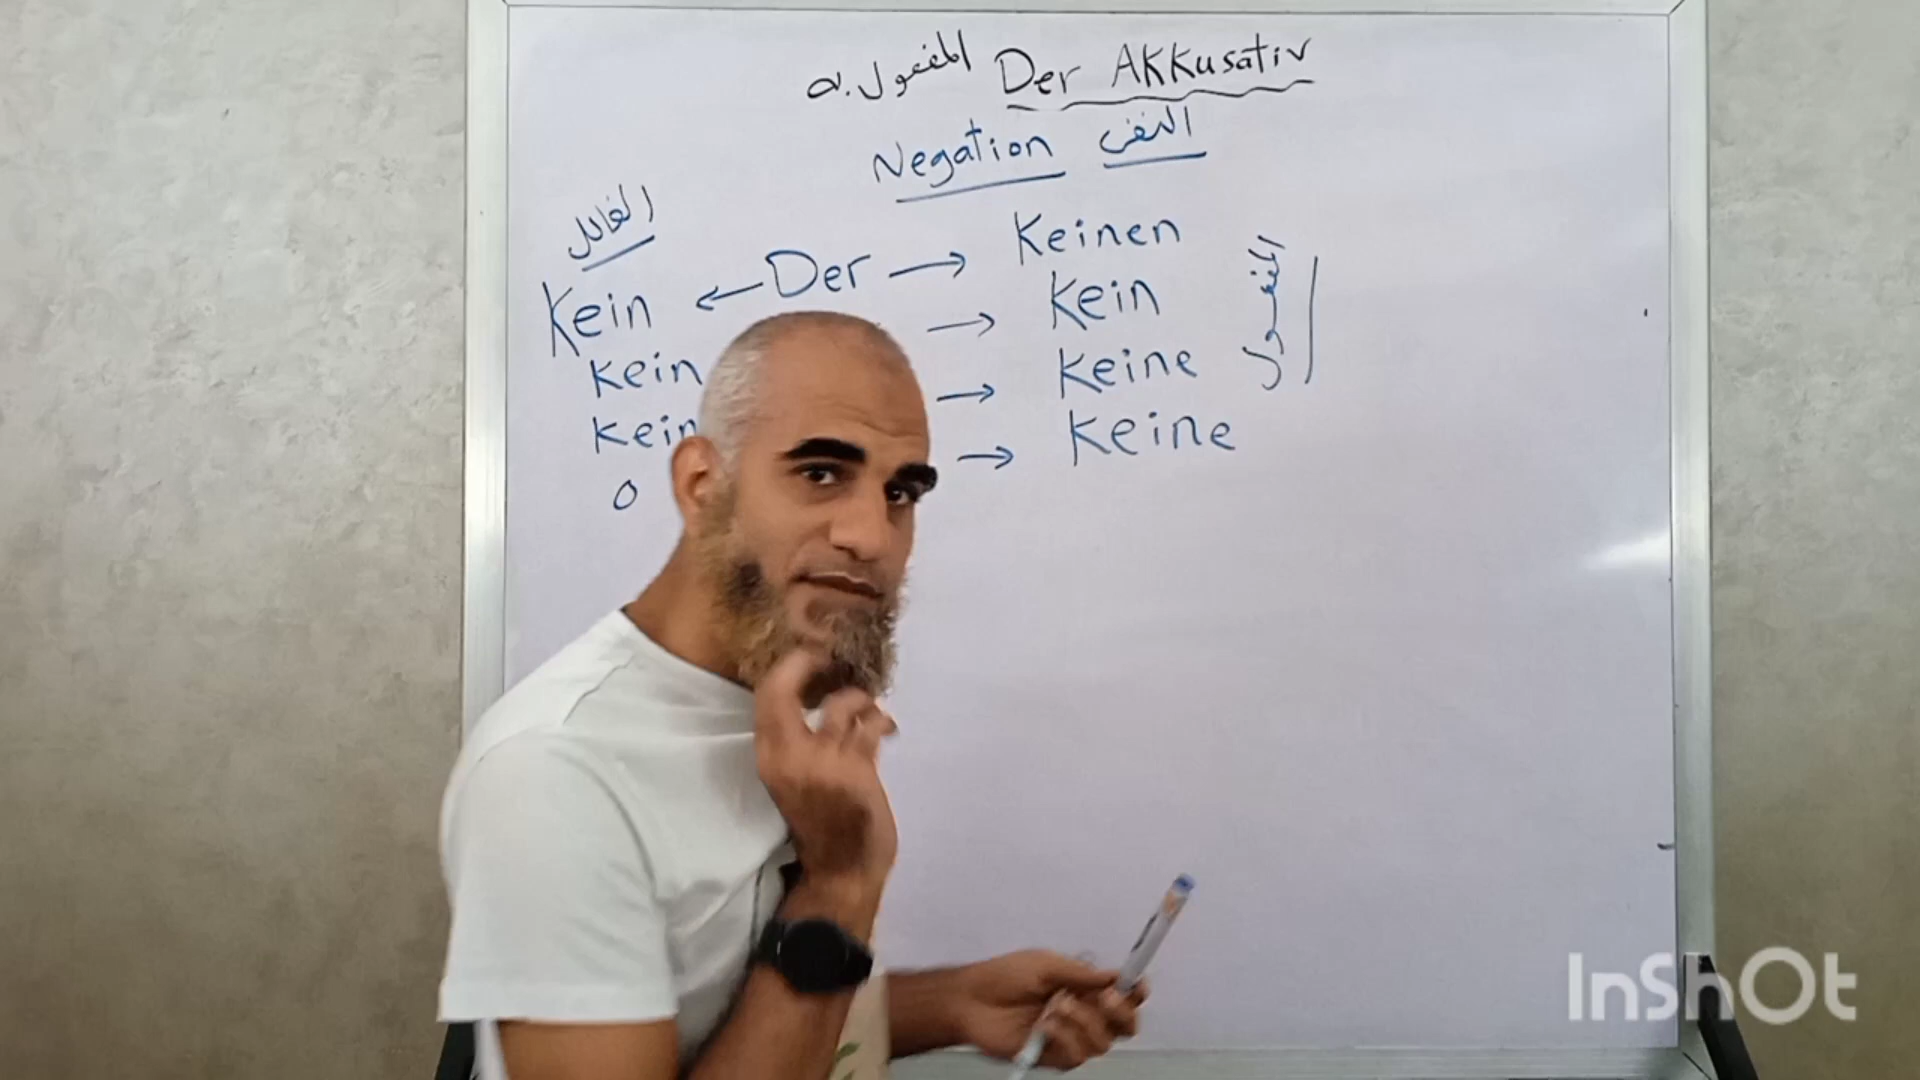 Der Akkusativ المفعول به
Negation النفي
الفاعل
Kein ← Der → Keinen
kein → Kein
kein → Keine
→ Keine
o
المفعول
InShOt